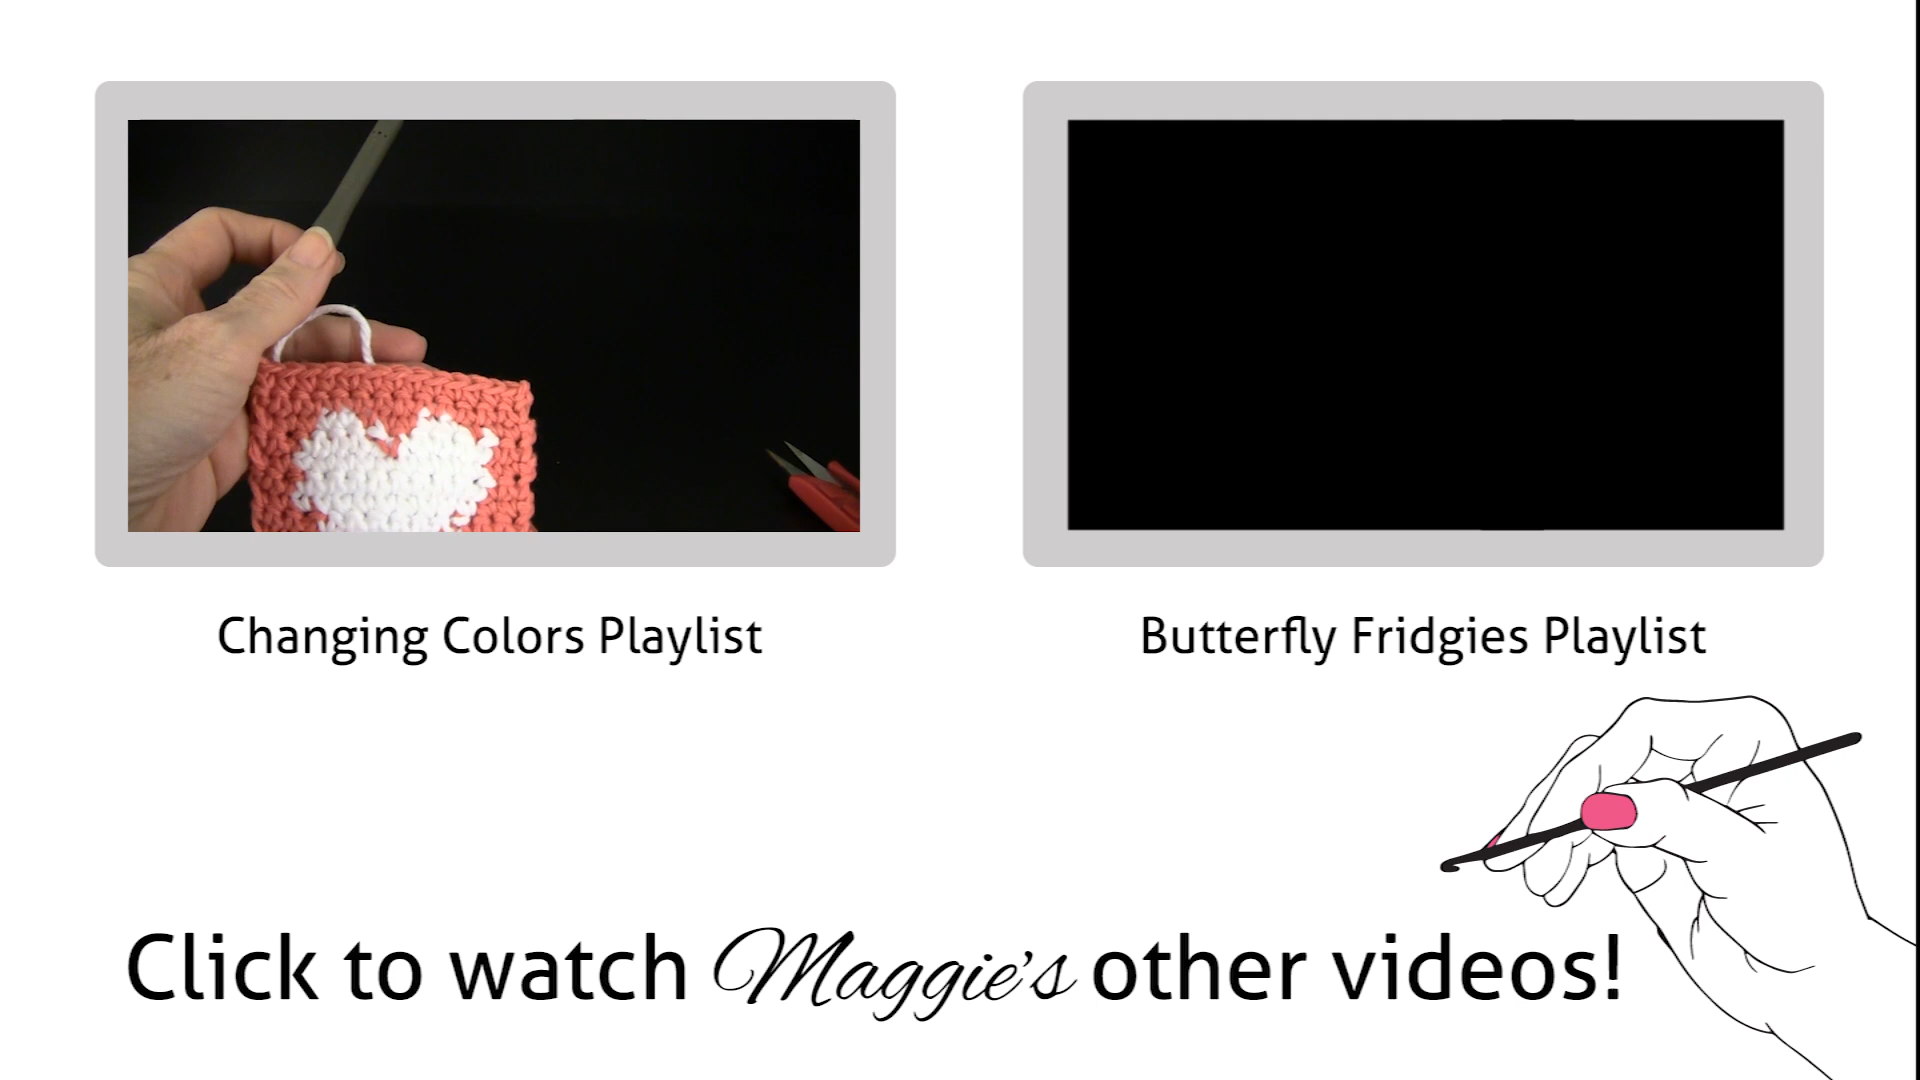 Changing Colors Playlist
Butterfly Fridgies Playlist
Click to watch Maggie's other videos!